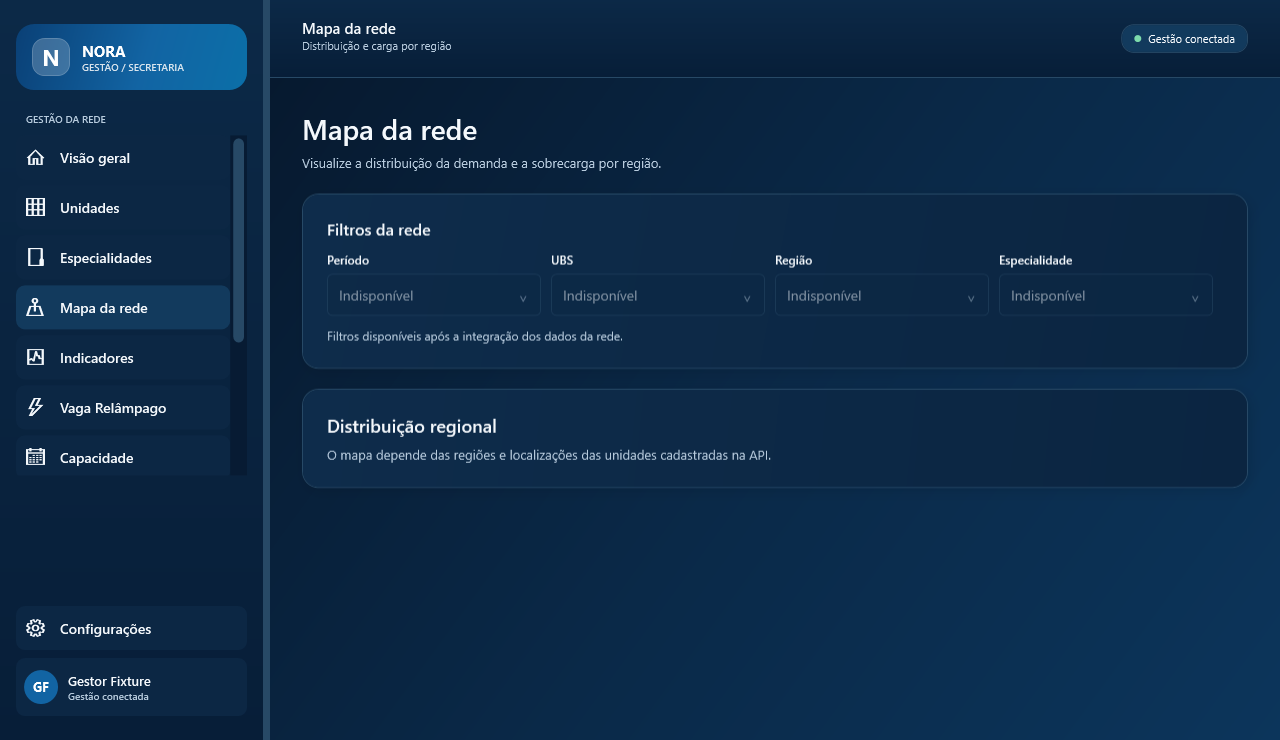 N
NORA
GESTÃO / SECRETARIA
GESTÃO DA REDE
Visão geral
Unidades
Especialidades
Mapa da rede
Indicadores
Vaga Relâmpago
Capacidade
Configurações
GF
Gestor Fixture
Gestão conectada
Mapa da rede
Distribuição e carga por região
Gestão conectada
Mapa da rede
Visualize a distribuição da demanda e a sobrecarga por região.
Filtros da rede
Período UBS Região Especialidade
Indisponível Indisponível Indisponível Indisponível
Filtros disponíveis após a integração dos dados da rede.
Distribuição regional
O mapa depende das regiões e localizações das unidades cadastradas na API.